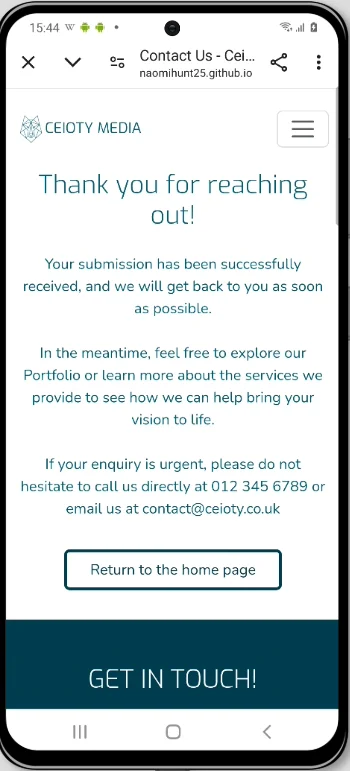 15:44
Contact Us - Cei...
naomihunt25.github.io
CEIOTY MEDIA
Thank you for reaching
out!
Your submission has been successfully
received, and we will get back to you as soon
as possible.
In the meantime, feel free to explore our
Portfolio or learn more about the services we
provide to see how we can help bring your
vision to life.
If your enquiry is urgent, please do not
hesitate to call us directly at 012 345 6789 or
email us at contact@ceioty.co.uk
Return to the home page
GET IN TOUCH!